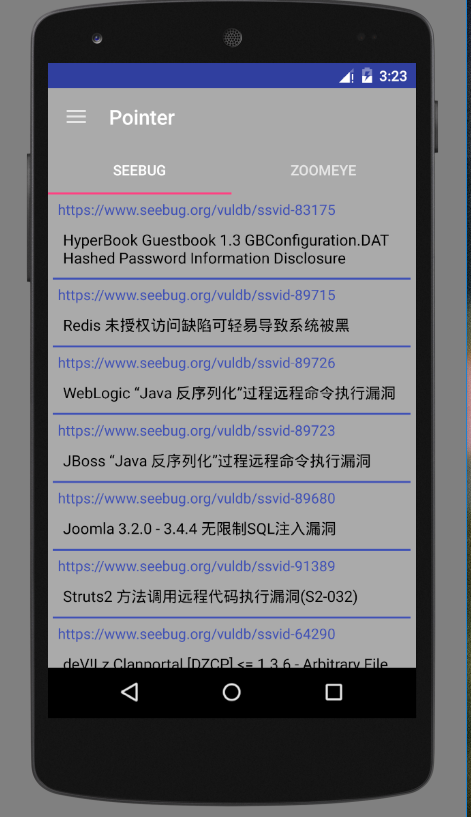 3:23
Pointer
SEEBUG
ZOOMEYE
https://www.seebug.org/vuldb/ssvid-83175
HyperBook Guestbook 1.3 GBConfiguration.DAT
Hashed Password Information Disclosure
https://www.seebug.org/vuldb/ssvid-89715
Redis 未授权访问缺陷可轻易导致系统被黑
https://www.seebug.org/vuldb/ssvid-89726
WebLogic “Java 反序列化”过程远程命令执行漏洞
https://www.seebug.org/vuldb/ssvid-89723
JBoss “Java 反序列化”过程远程命令执行漏洞
https://www.seebug.org/vuldb/ssvid-89680
Joomla 3.2.0 - 3.4.4 无限制SQL注入漏洞
https://www.seebug.org/vuldb/ssvid-91389
Struts2 方法调用远程代码执行漏洞(S2-032)
https://www.seebug.org/vuldb/ssvid-64290
deV!Lz Clanportal [DZCP] <= 1.3.6 - Arbitrary File